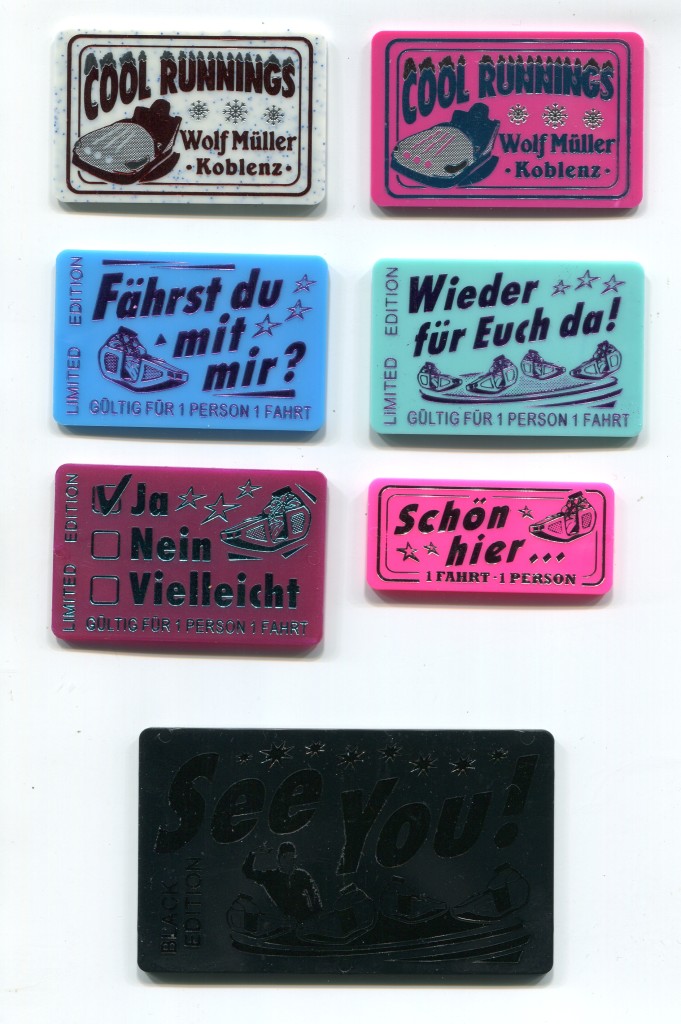 COOL RUNNINGS
Wolf Müller
· Koblenz ·
COOL RUNNINGS
Wolf Müller
· Koblenz ·
LIMITED EDITION
Fährst du
mit
mir?
GÜLTIG FÜR 1 PERSON 1 FAHRT
LIMITED EDITION
Wieder
für Euch da!
GÜLTIG FÜR 1 PERSON 1 FAHRT
LIMITED EDITION
Ja
Nein
Vielleicht
GÜLTIG FÜR 1 PERSON 1 FAHRT
Schön
hier...
1 FAHRT · 1 PERSON
See You!
BLACK
EDITION